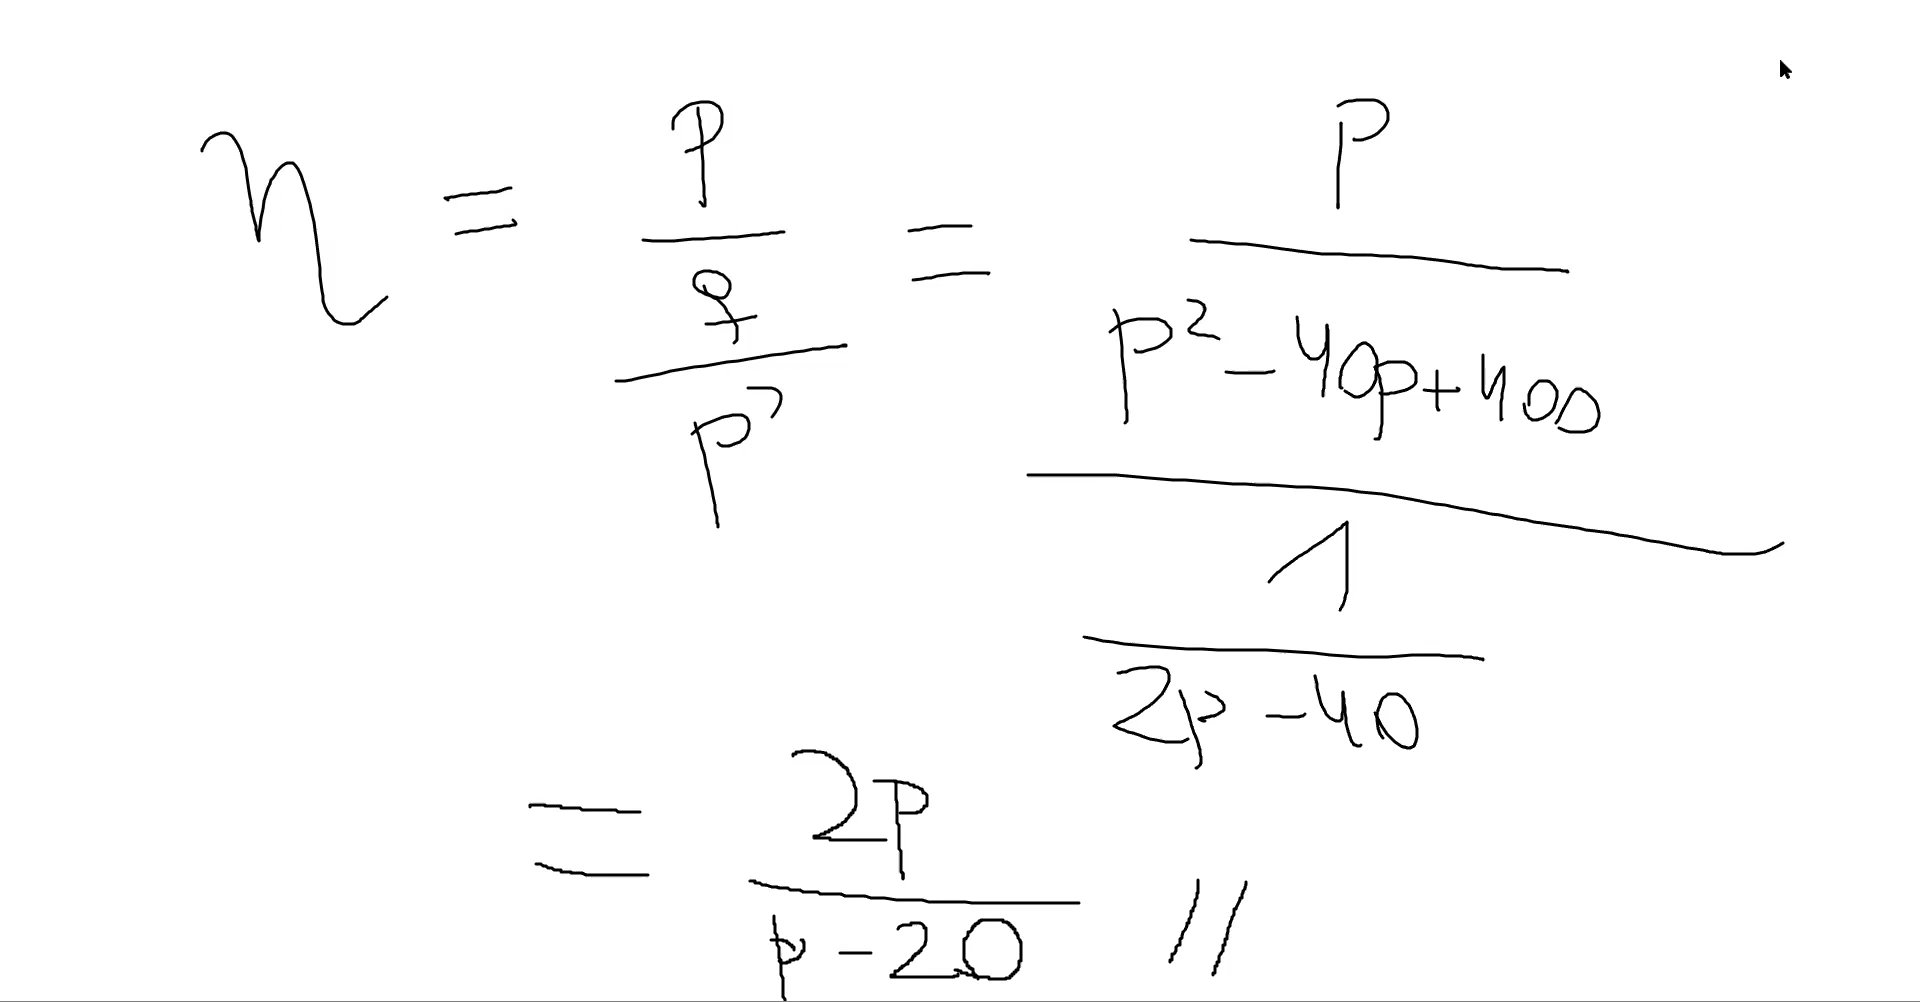 η = p / q / p' = p / p² - 40p + 400 / 1 / 2p - 40
= 2p / p - 20 //